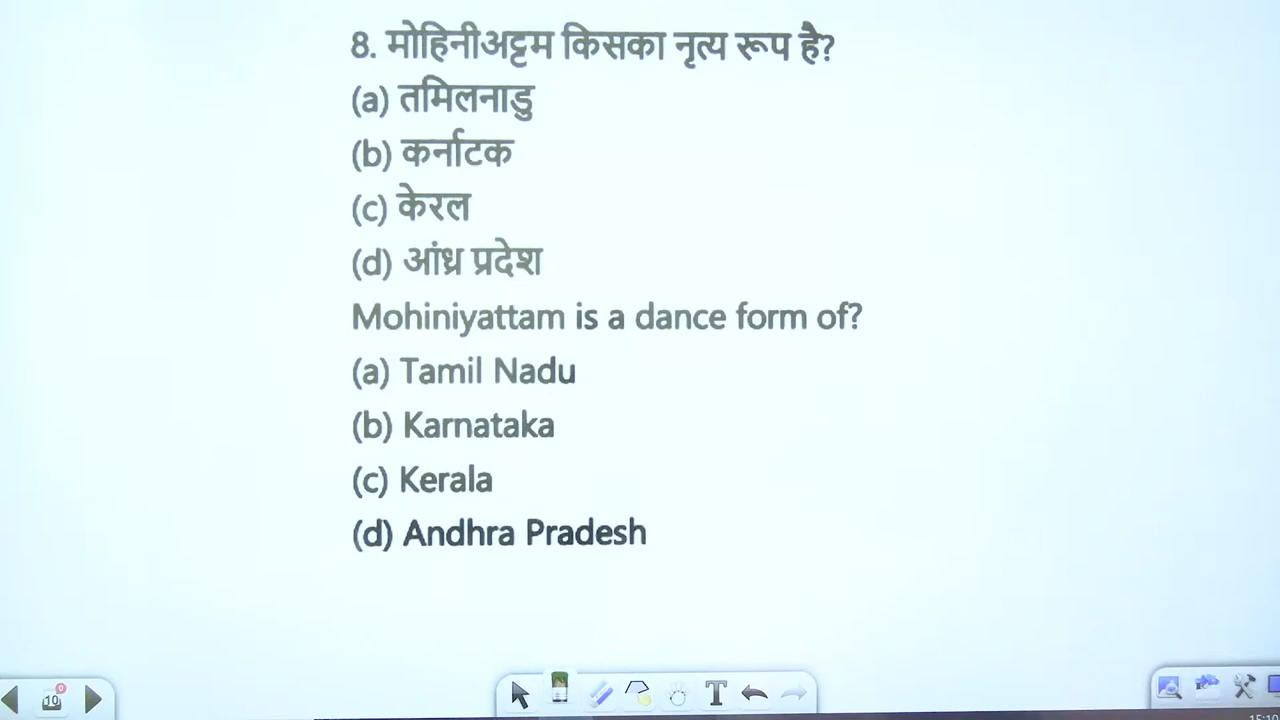 8. मोहिनीअट्टम किसका नृत्य रूप है?
(a) तमिलनाडु
(b) कर्नाटक
(c) केरल
(d) आंध्र प्रदेश
Mohiniyattam is a dance form of?
(a) Tamil Nadu
(b) Karnataka
(c) Kerala
(d) Andhra Pradesh
10
0
T